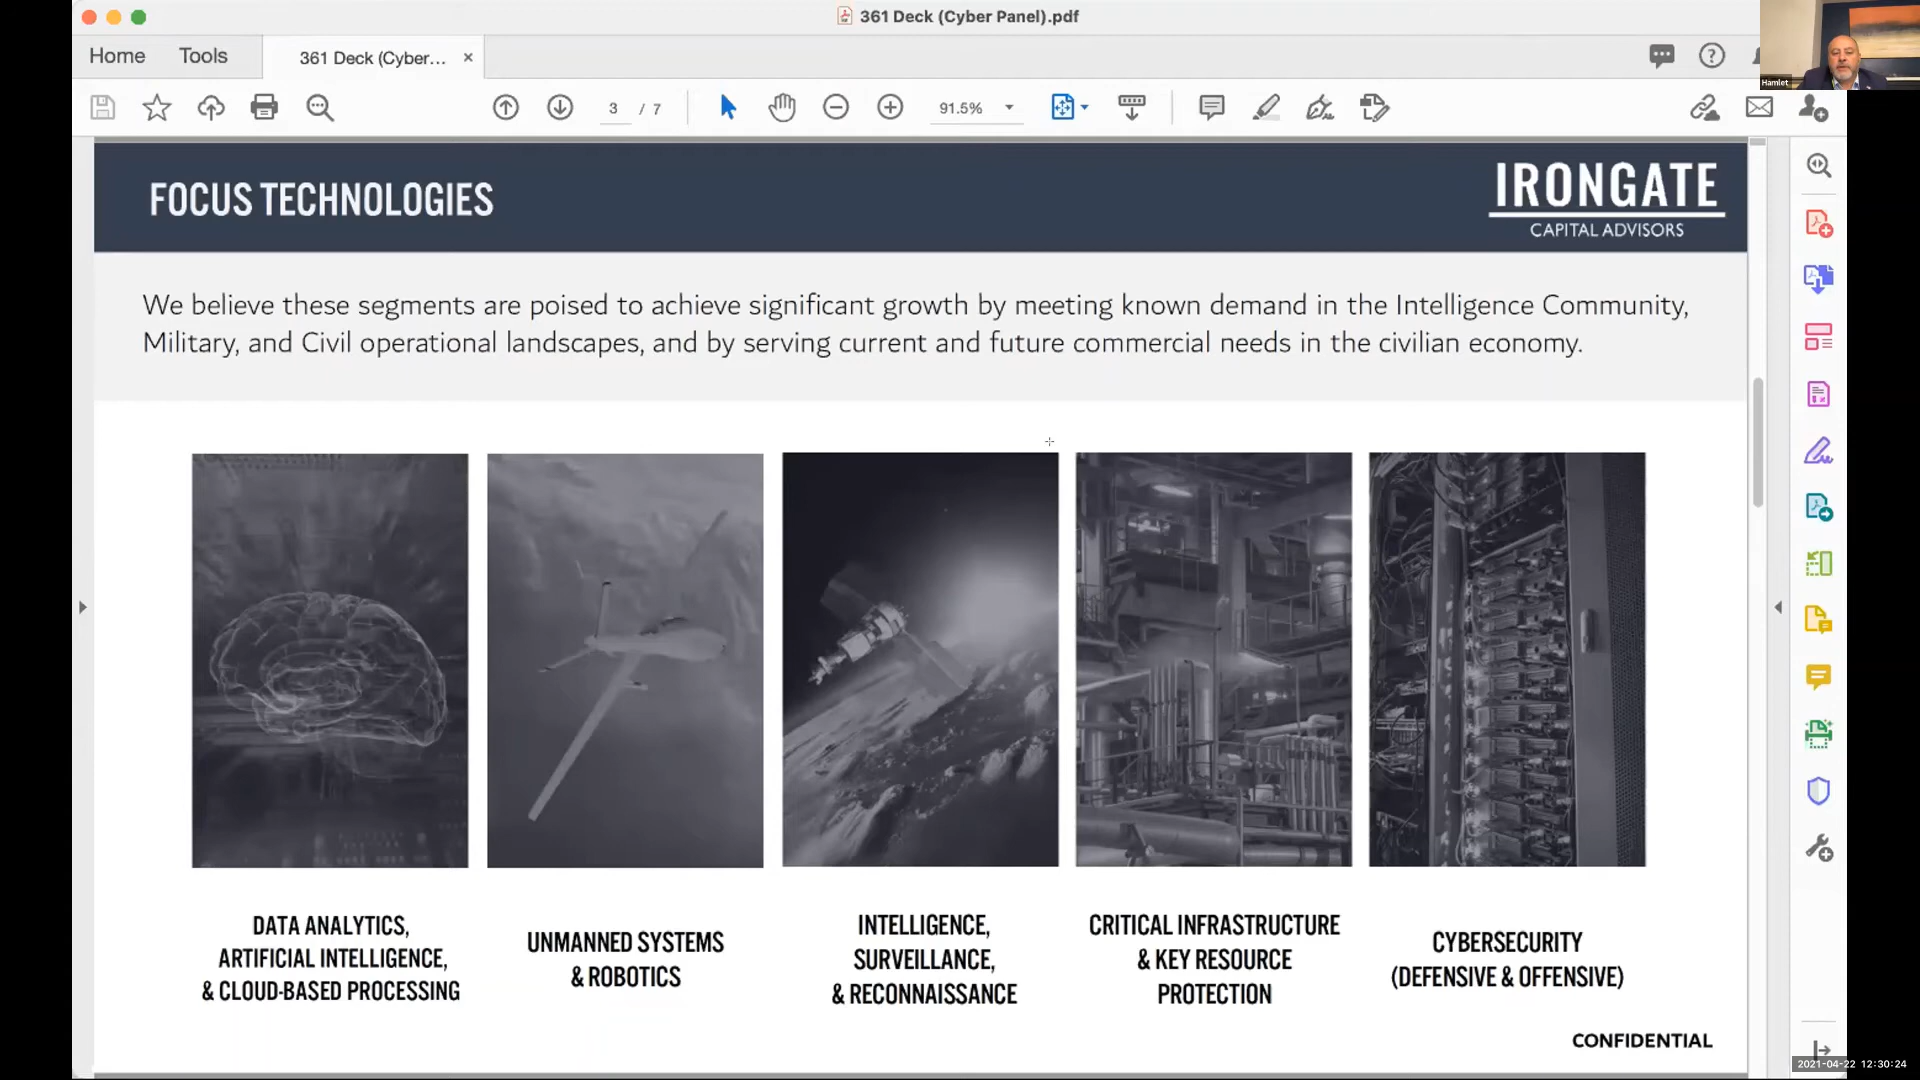 361 Deck (Cyber Panel).pdf
Home
Tools
361 Deck (Cyber...
3 / 7
91.5%
Hamlet
FOCUS TECHNOLOGIES
IRONGATE
CAPITAL ADVISORS
We believe these segments are poised to achieve significant growth by meeting known demand in the Intelligence Community,
Military, and Civil operational landscapes, and by serving current and future commercial needs in the civilian economy.
DATA ANALYTICS,
ARTIFICIAL INTELLIGENCE,
& CLOUD-BASED PROCESSING
UNMANNED SYSTEMS
& ROBOTICS
INTELLIGENCE,
SURVEILLANCE,
& RECONNAISSANCE
CRITICAL INFRASTRUCTURE
& KEY RESOURCE
PROTECTION
CYBERSECURITY
(DEFENSIVE & OFFENSIVE)
CONFIDENTIAL
2021-04-22 12:30:24